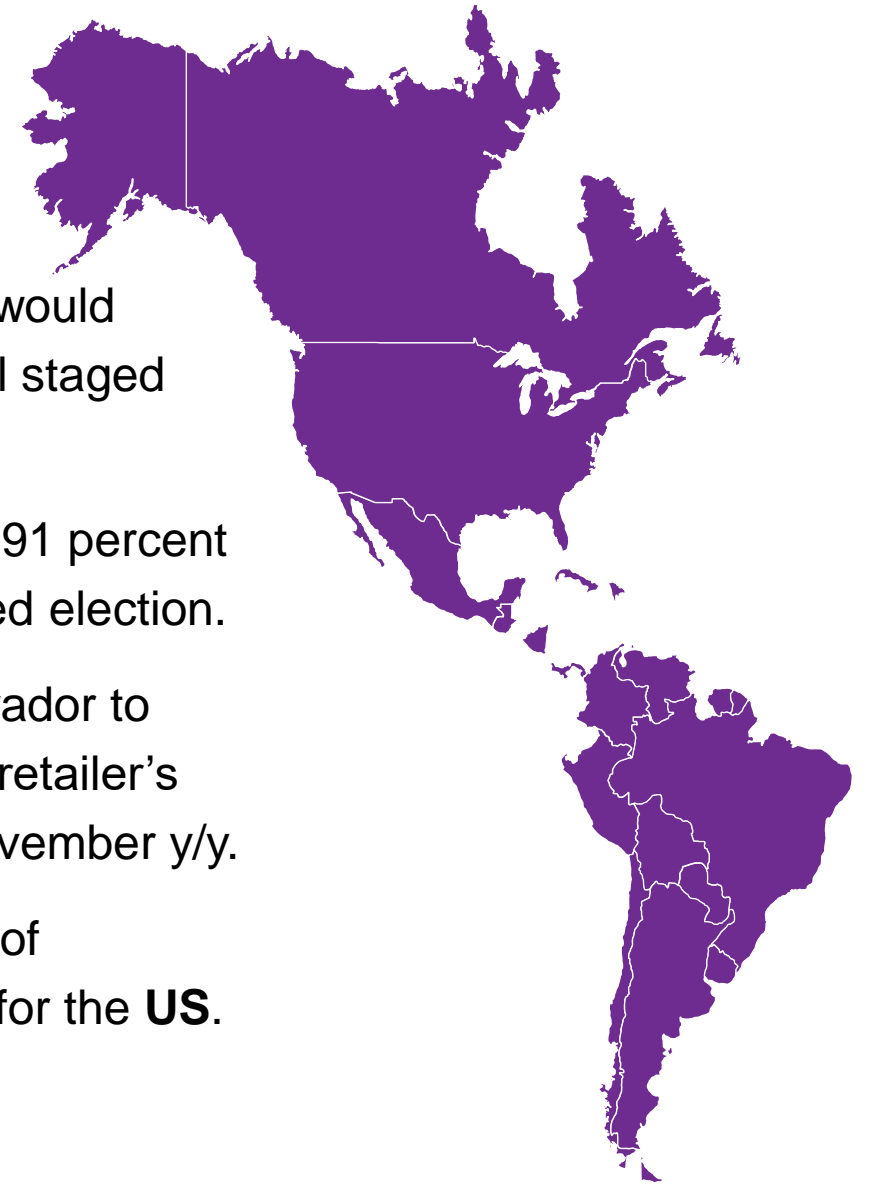 would
l staged
91 percent
ed election.
ador to
retailer’s
vember y/y.
of
for the US.